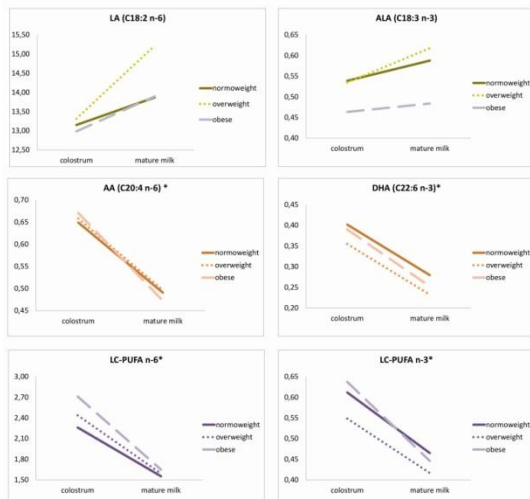 LA (C18:2 n-6)
15,50
15,00
14,50
14,00
13,50
13,00
12,50
colostrum
mature milk
normoweight
overweight
obese
ALA (C18:3 n-3)
0,65
0,60
0,55
0,50
0,45
0,40
colostrum
mature milk
normoweight
overweight
obese
AA (C20:4 n-6) *
0,70
0,65
0,60
0,55
0,50
0,45
colostrum
mature milk
normoweight
overweight
obese
DHA (C22:6 n-3)*
0,45
0,40
0,35
0,30
0,25
0,20
colostrum
mature milk
normoweight
overweight
obese
LC-PUFA n-6*
3,00
2,70
2,40
2,10
1,80
1,50
colostrum
mature milk
normoweight
overweight
obese
LC-PUFA n-3*
0,65
0,60
0,55
0,50
0,45
0,40
colostrum
mature milk
normoweight
overweight
obese